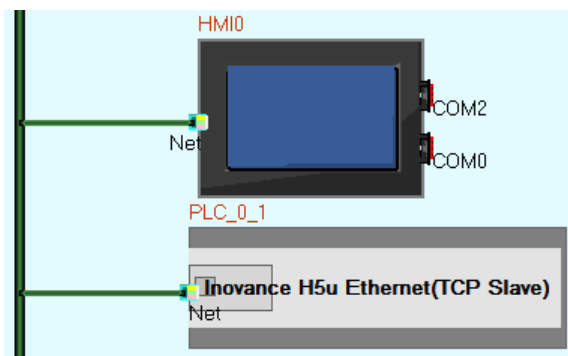 HMI0
COM2
Net
COM0
PLC_0_1
Inovance H5u Ethernet(TCP Slave)
Net